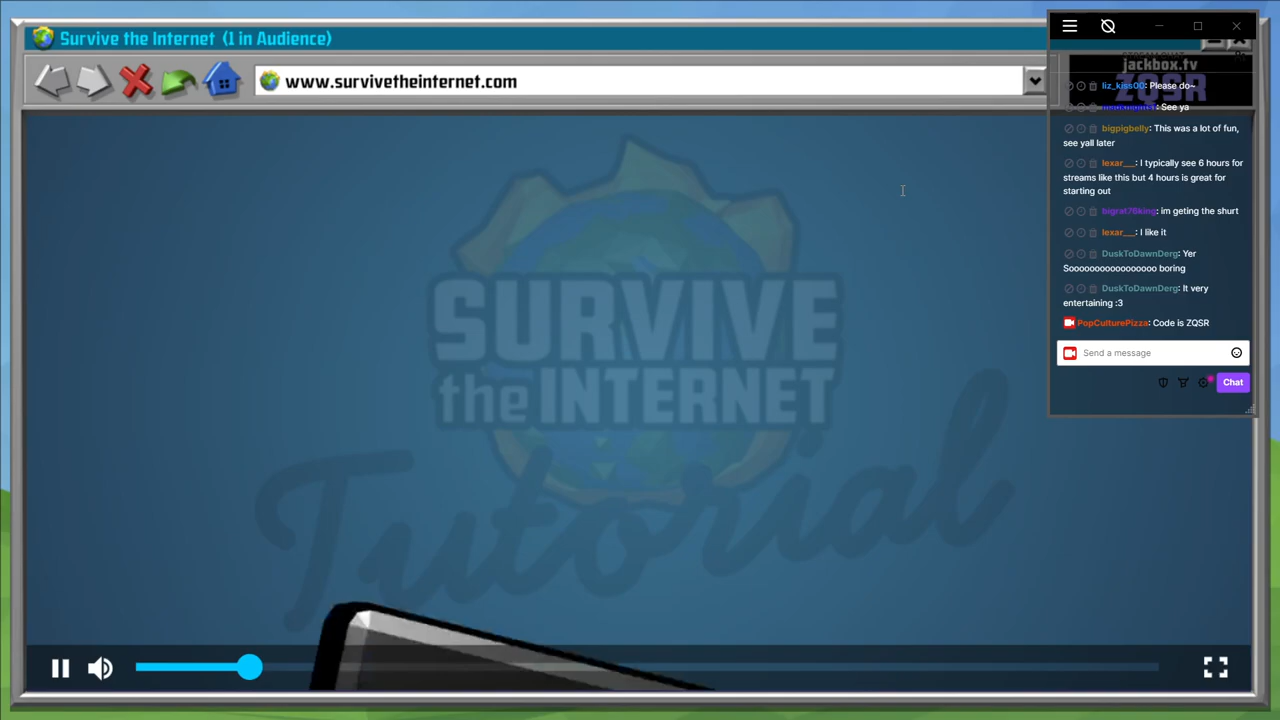 Survive the Internet (1 in Audience)
www.survivetheinternet.com
SURVIVE
the INTERNET
Tutorial
jackbox.tv
ZQSR
liz_kiss00: Please do~
: See ya
bigpigbelly: This was a lot of fun,
see yall later
lexar___: I typically see 6 hours for
streams like this but 4 hours is great for
starting out
bigrat76king: im geting the shurt
lexar___: I like it
DuskToDawnDerg: Yer
Sooooooooooooooooo boring
DuskToDawnDerg: It very
entertaining :3
PopCulturePizza: Code is ZQSR
Send a message
Chat